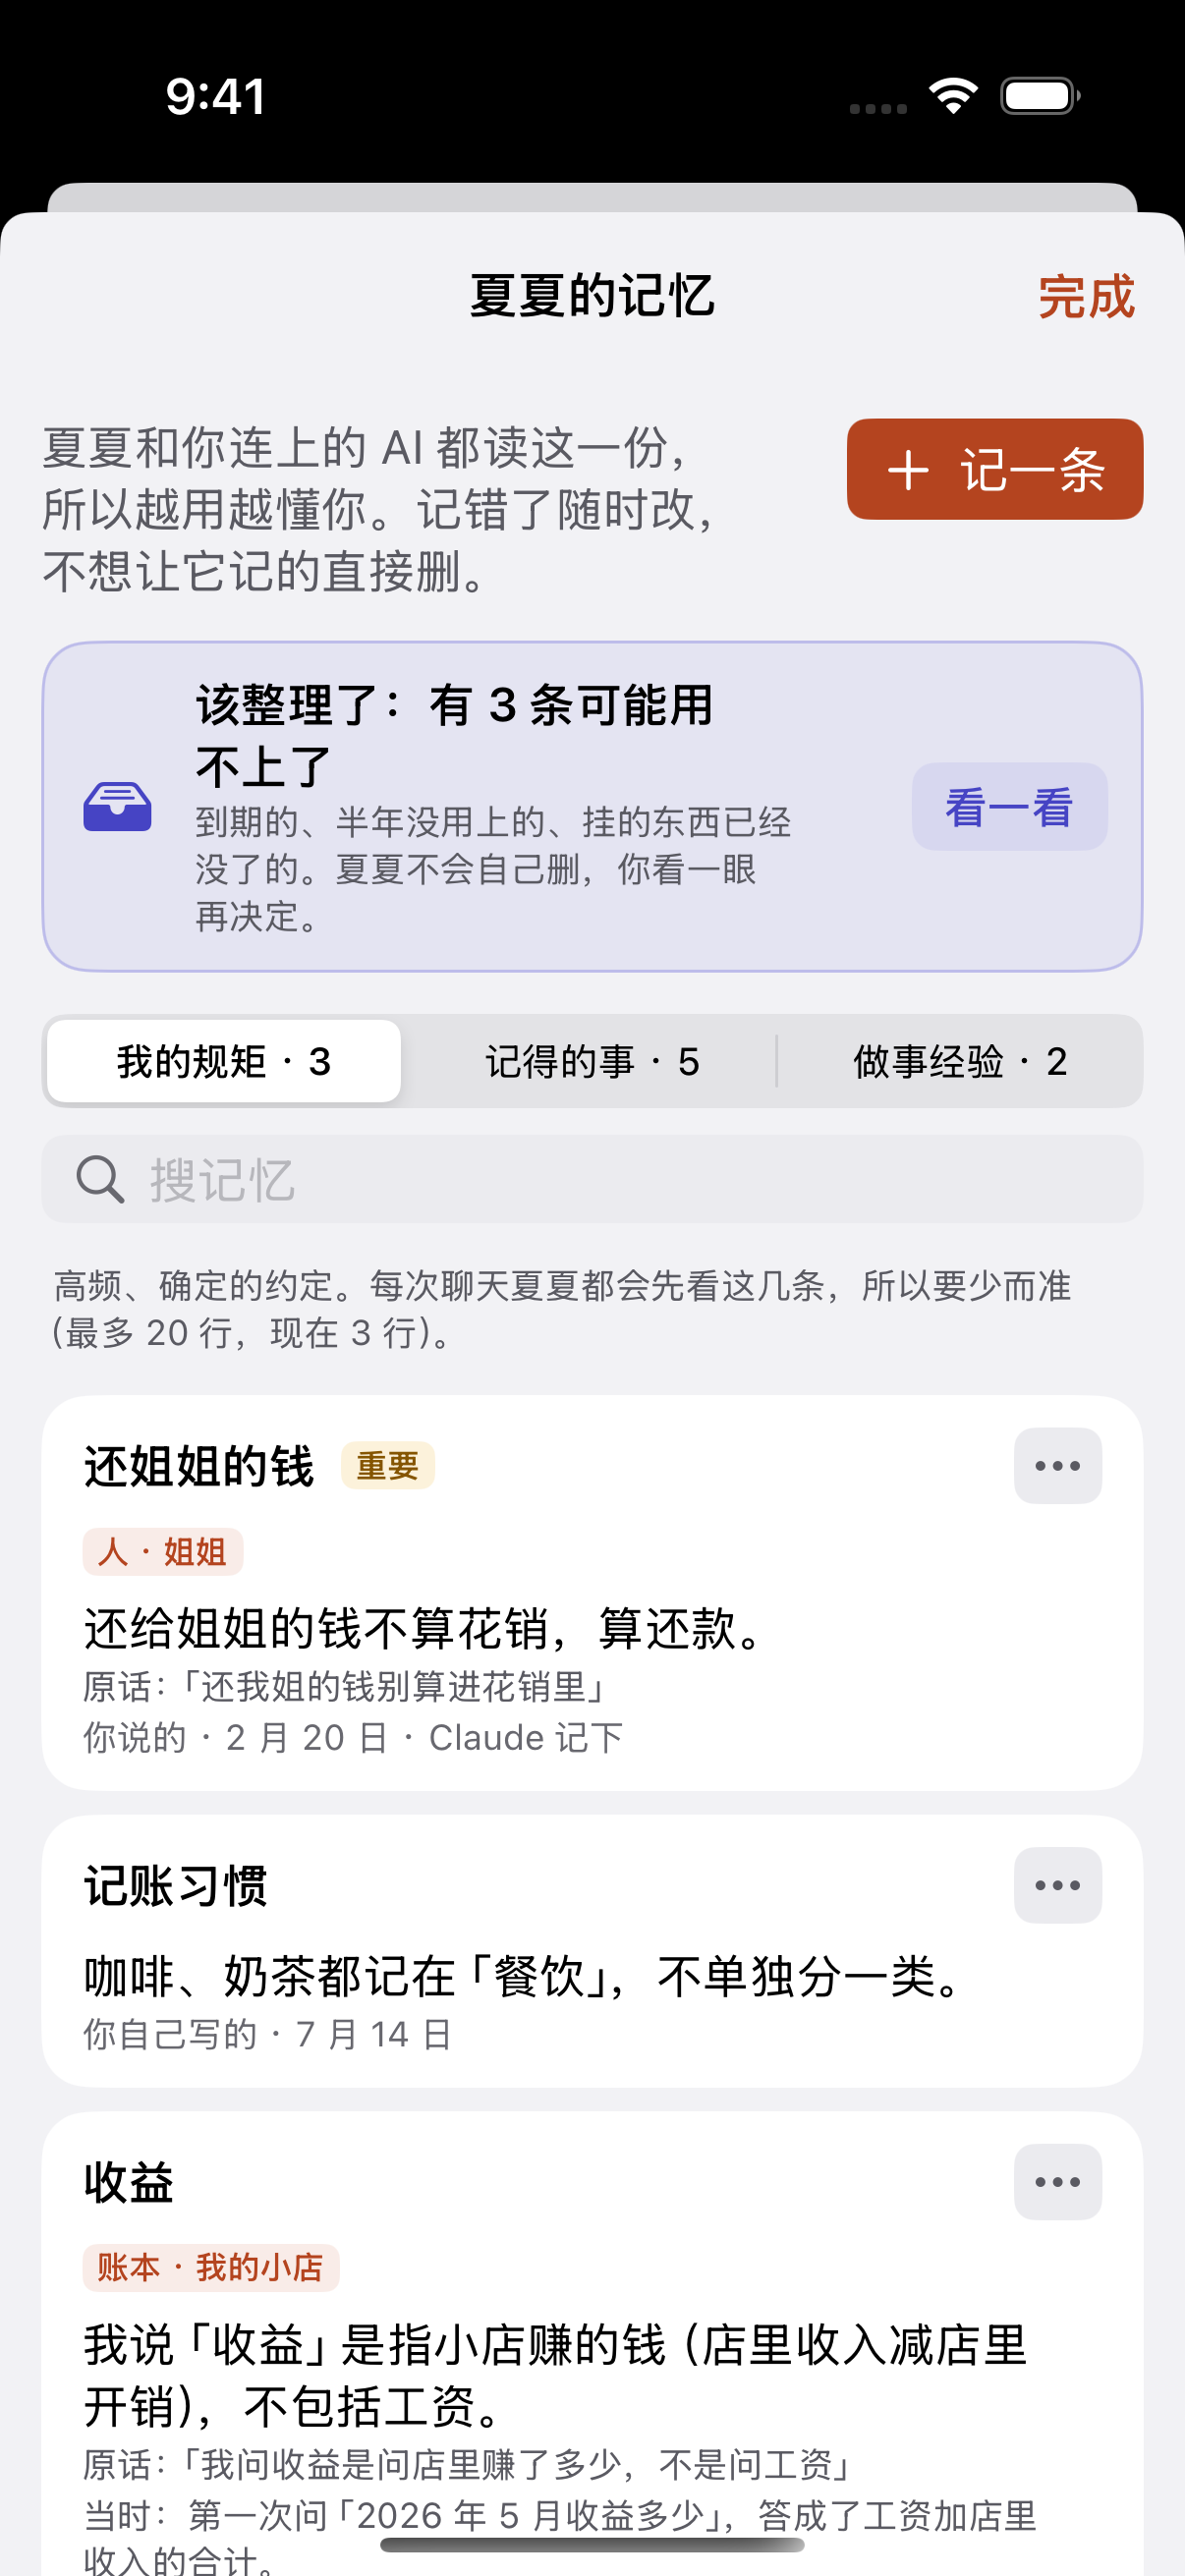 9:41
夏夏的记忆
完成
夏夏和你连上的 AI 都读这一份，
所以越用越懂你。记错了随时改，
不想让它记的直接删。
记一条
该整理了：有 3 条可能用
不上了
到期的、半年没用上的、挂的东西已经
没了的。夏夏不会自己删，你看一眼
再决定。
看一看
我的规矩 · 3
记得的事 · 5
做事经验 · 2
搜记忆
高频、确定的约定。每次聊天夏夏都会先看这几条，所以要少而准
（最多 20 行，现在 3 行）。
还姐姐的钱
重要
人 · 姐姐
还给姐姐的钱不算花销，算还款。
原话：「还我姐的钱别算进花销里」
你说的 · 2 月 20 日 · Claude 记下
记账习惯
咖啡、奶茶都记在「餐饮」，不单独分一类。
你自己写的 · 7 月 14 日
收益
账本 · 我的小店
我说「收益」是指小店赚的钱（店里收入减店里
开销），不包括工资。
原话：「我问收益是问店里赚了多少，不是问工资」
当时：第一次问「2026 年 5 月收益多少」，答成了工资加店里
收入的合计。